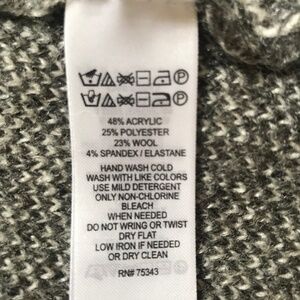 48% ACRYLIC
25% POLYESTER
23% WOOL
4% SPANDEX / ELASTANE
HAND WASH COLD
WASH WITH LIKE COLORS
USE MILD DETERGENT
ONLY NON-CHLORINE
BLEACH
WHEN NEEDED
DO NOT WRING OR TWIST
DRY FLAT
LOW IRON IF NEEDED
OR DRY CLEAN
RN# 75343